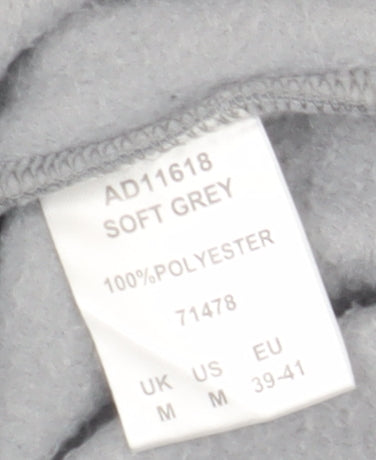 AD11618
SOFT GREY
100%POLYESTER
71478
UK US EU
M M 39-41